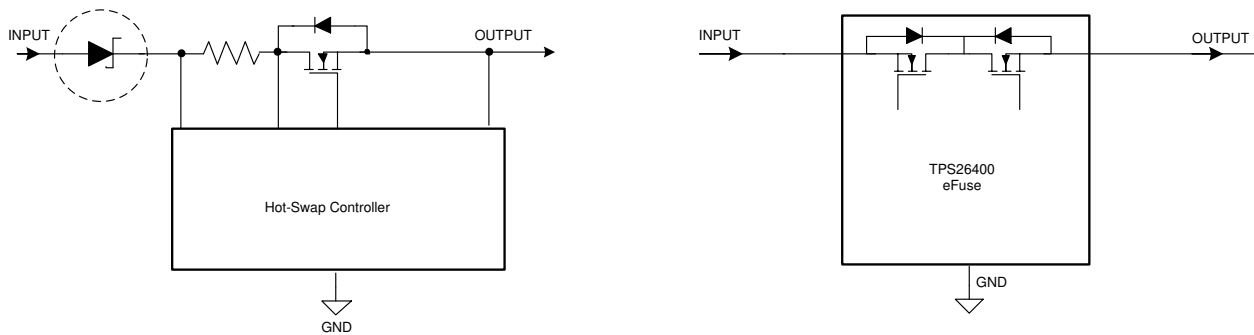 INPUT
OUTPUT
Hot-Swap Controller
GND
INPUT
OUTPUT
TPS26400
eFuse
GND